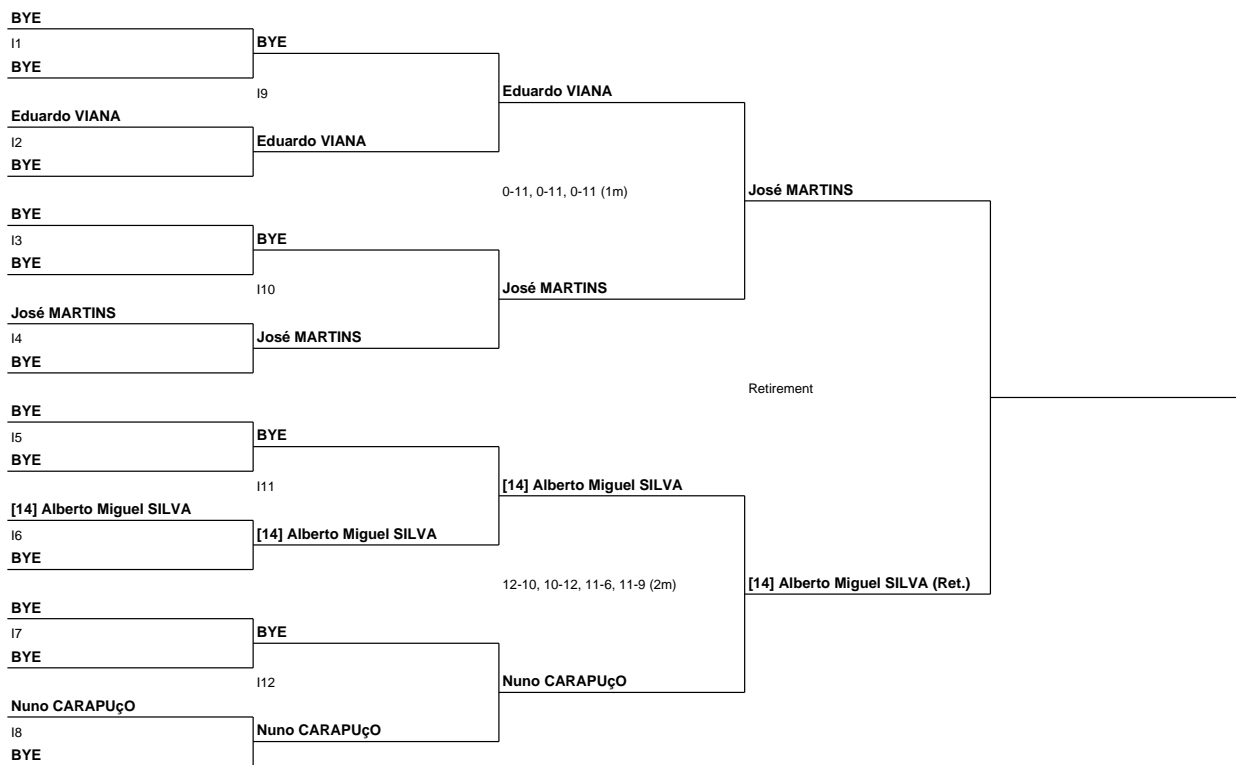 BYE
I1
BYE
BYE
I9
Eduardo VIANA
Eduardo VIANA
I2
Eduardo VIANA
BYE
0-11, 0-11, 0-11 (1m)
José MARTINS
BYE
I3
BYE
BYE
I10
José MARTINS
José MARTINS
I4
José MARTINS
BYE
Retirement
BYE
I5
BYE
BYE
I11
[14] Alberto Miguel SILVA
[14] Alberto Miguel SILVA
I6
[14] Alberto Miguel SILVA
BYE
12-10, 10-12, 11-6, 11-9 (2m)
[14] Alberto Miguel SILVA (Ret.)
BYE
I7
BYE
BYE
I12
Nuno CARAPUçO
Nuno CARAPUçO
I8
Nuno CARAPUçO
BYE